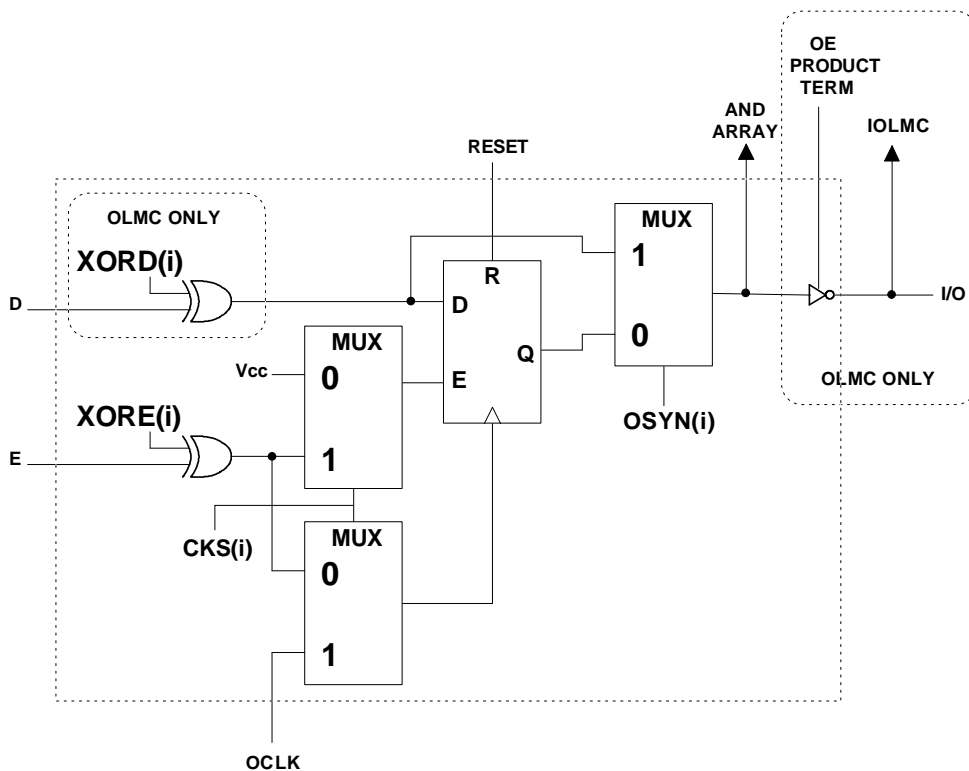 OE
PRODUCT
TERM
AND
ARRAY
IOLMC
RESET
OLMC ONLY
XORD(i)
D
MUX
1
0
R
D
Q
E
I/O
MUX
Vcc
0
1
OLMC ONLY
OSYN(i)
XORE(i)
E
CKS(i)
MUX
0
1
OCLK